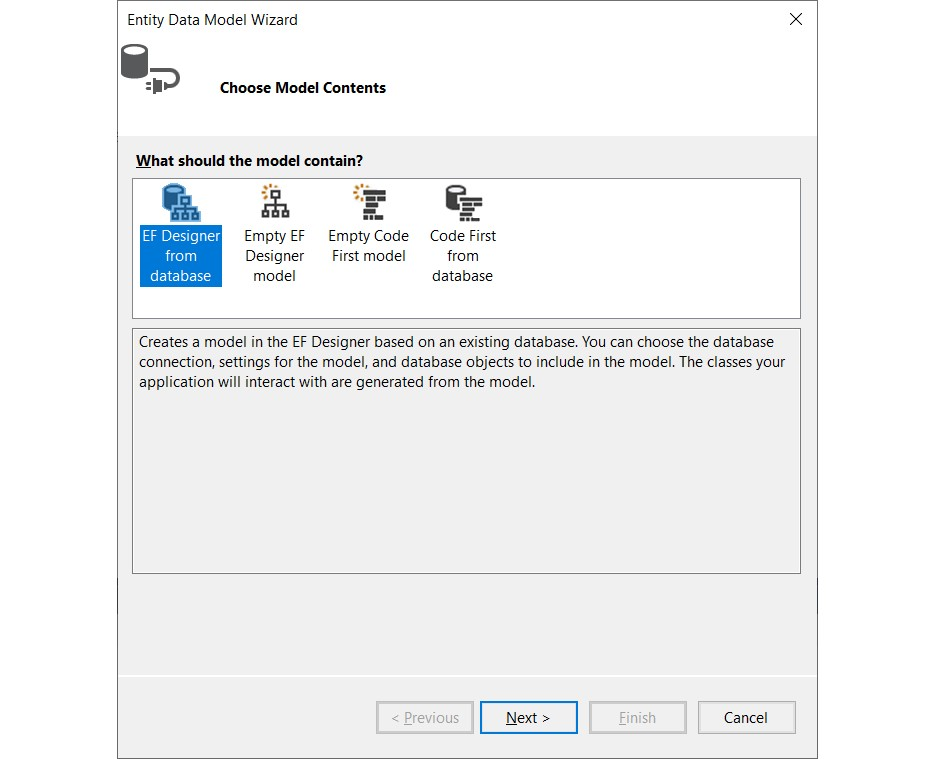 Entity Data Model Wizard
Choose Model Contents
What should the model contain?
EF Designer from database
Empty EF Designer model
Empty Code First model
Code First from database
Creates a model in the EF Designer based on an existing database. You can choose the database
connection, settings for the model, and database objects to include in the model. The classes your
application will interact with are generated from the model.
< Previous
Next >
Finish
Cancel